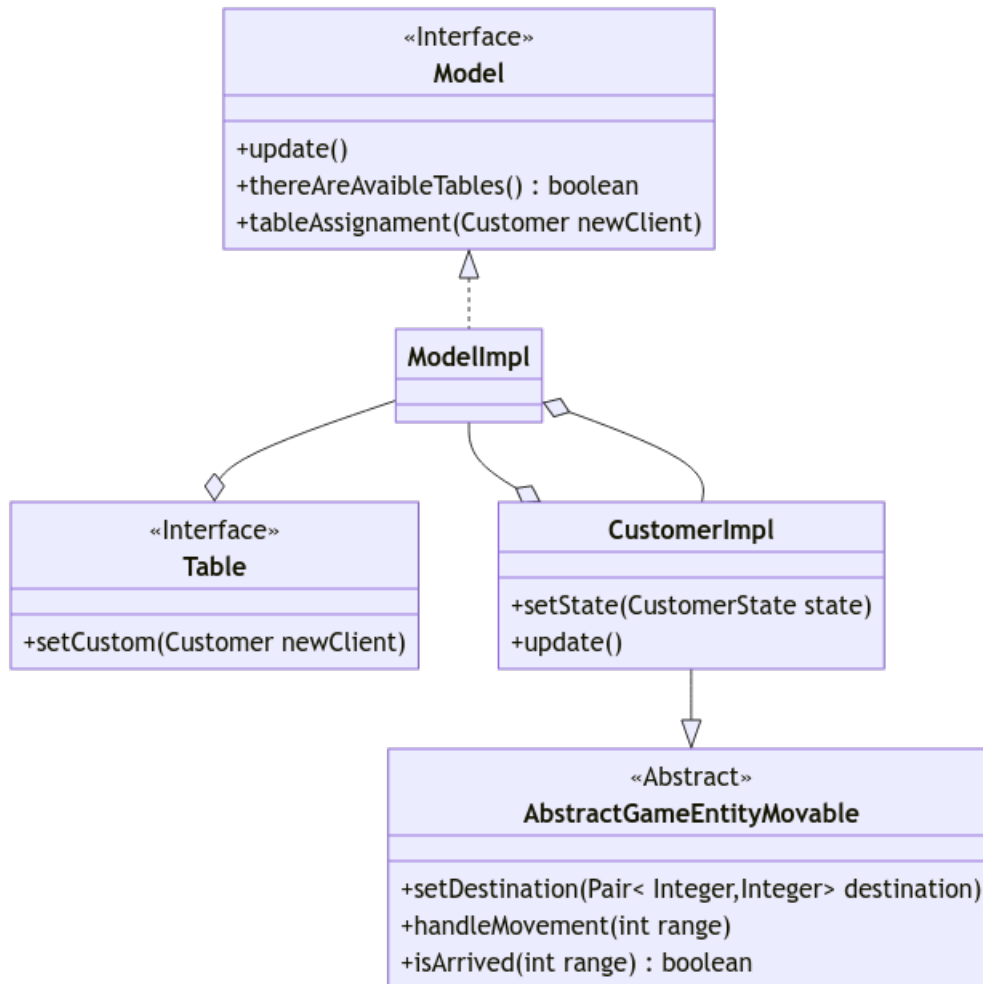 «Interface»
Model
+update()
+thereAreAvaibleTables() : boolean
+tableAssignament(Customer newClient)
ModelImpl
«Interface»
Table
+setCustom(Customer newClient)
CustomerImpl
+setState(CustomerState state)
+update()
«Abstract»
AbstractGameEntityMovable
+setDestination(Pair< Integer,Integer> destination)
+handleMovement(int range)
+isArrived(int range) : boolean